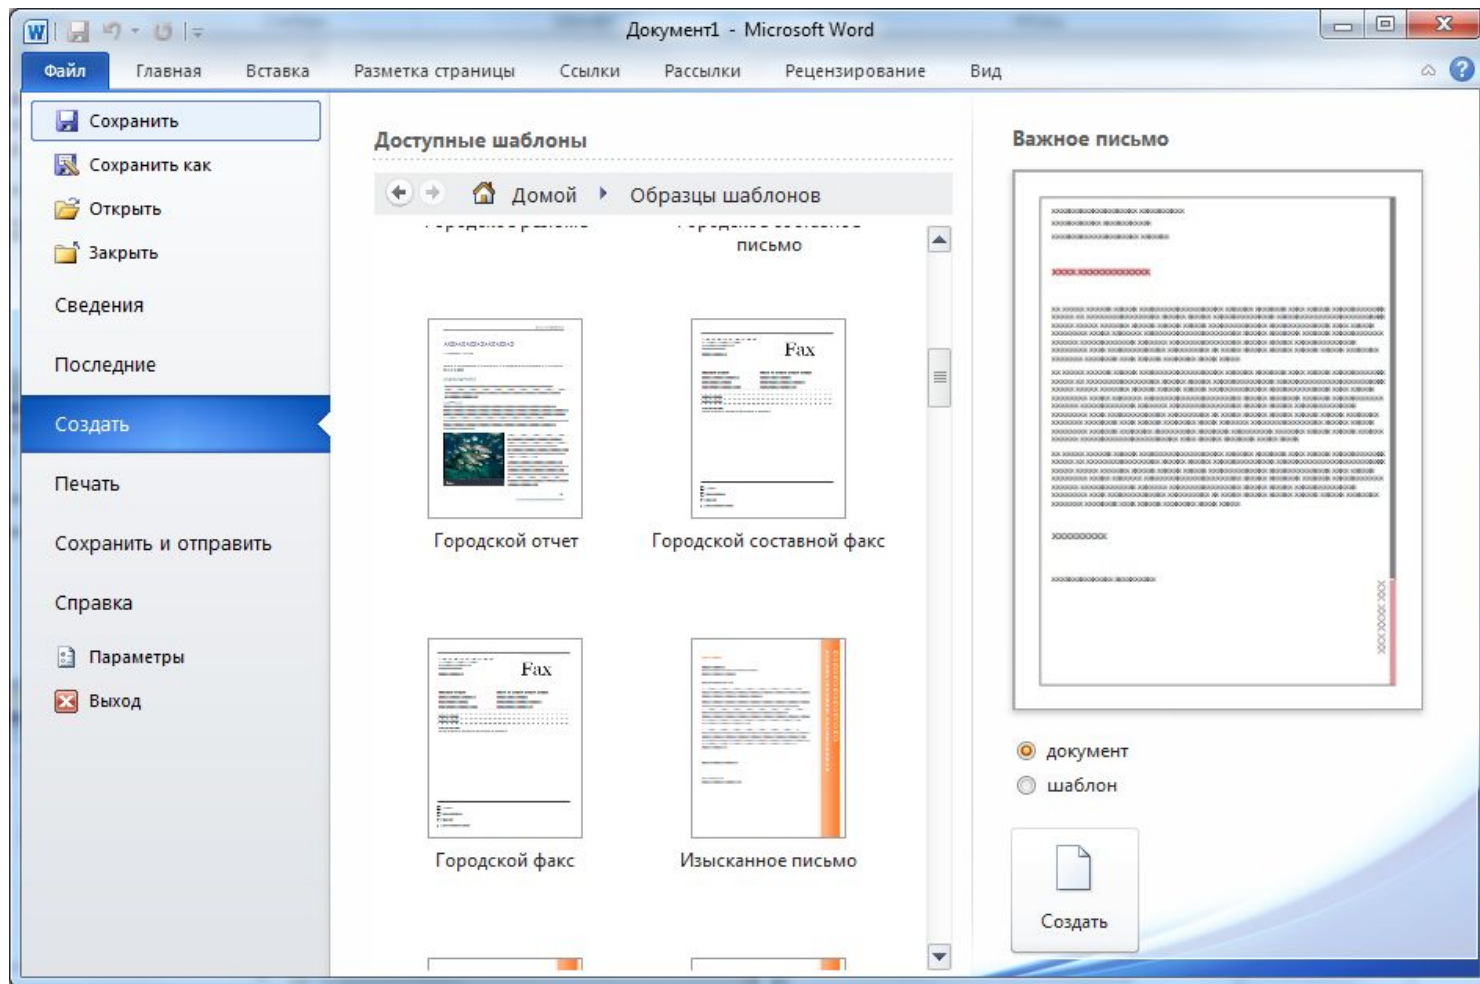 Документ1 - Microsoft Word
Файл Главная Вставка Разметка страницы Ссылки Рассылки Рецензирование Вид
Сохранить
Сохранить как
Открыть
Закрыть
Сведения
Последние
Создать
Печать
Сохранить и отправить
Справка
Параметры
Выход
Доступные шаблоны
Домой Образцы шаблонов
письмо
Fax
Городской отчет Городской составной факс
Fax
Городской факс Изысканное письмо
Важное письмо
документ
шаблон
Создать